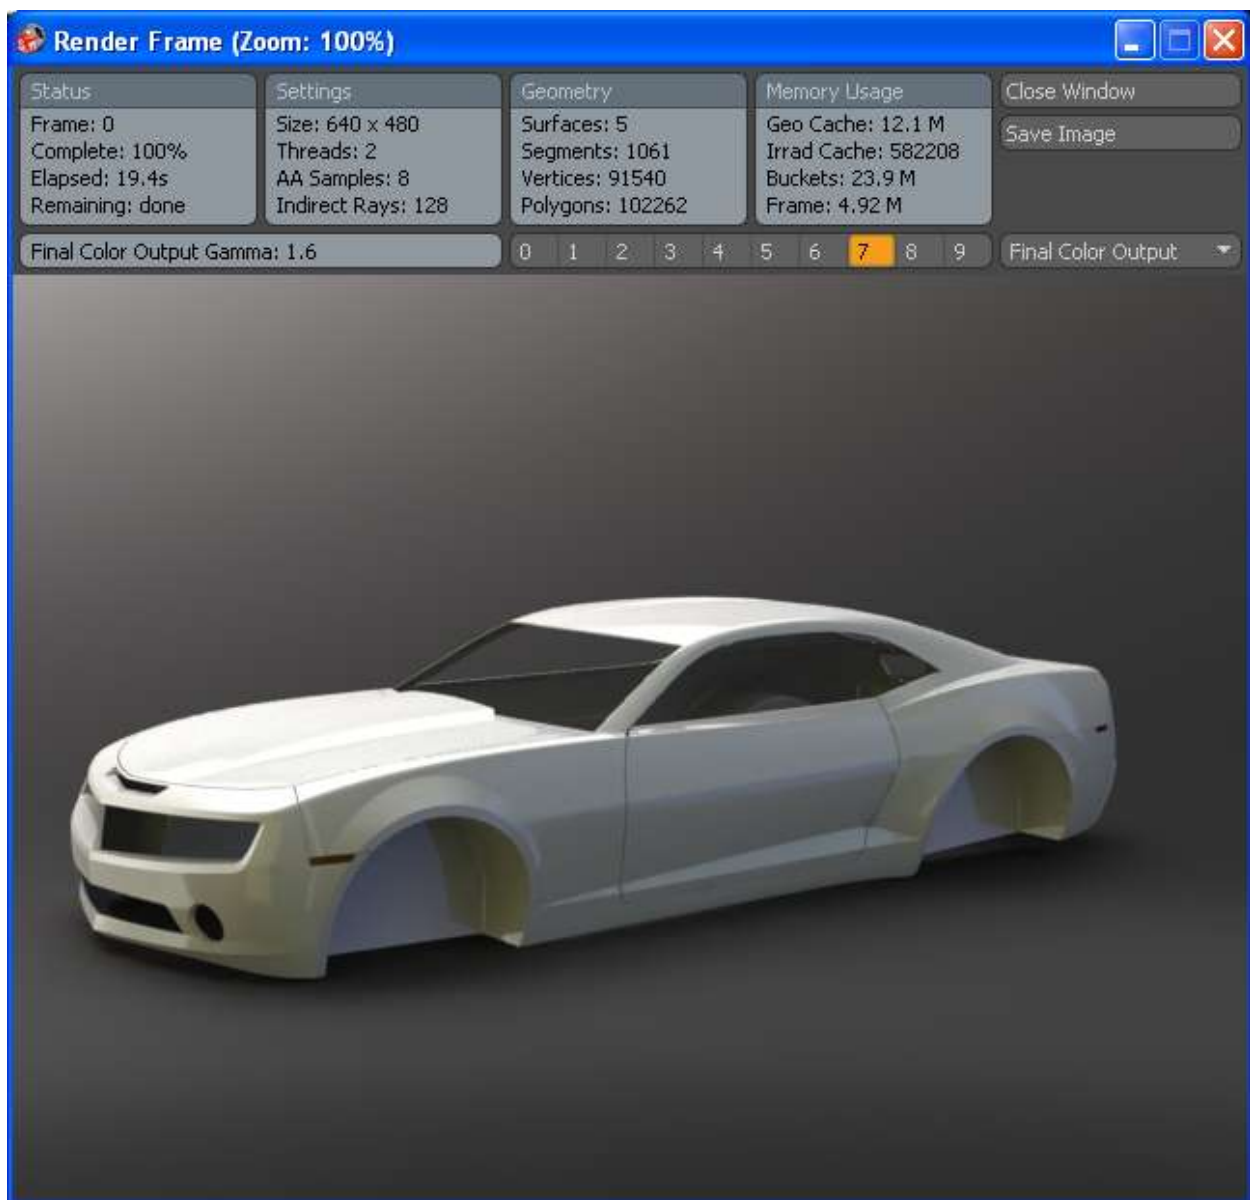 Render Frame (Zoom: 100%)
Status
Frame: 0
Complete: 100%
Elapsed: 19.4s
Remaining: done
Settings
Size: 640 x 480
Threads: 2
AA Samples: 8
Indirect Rays: 128
Geometry
Surfaces: 5
Segments: 1061
Vertices: 91540
Polygons: 102262
Memory Usage
Geo Cache: 12.1 M
Irrad Cache: 582208
Buckets: 23.9 M
Frame: 4.92 M
Close Window
Save Image
Final Color Output Gamma: 1.6
0 1 2 3 4 5 6 7 8 9
Final Color Output